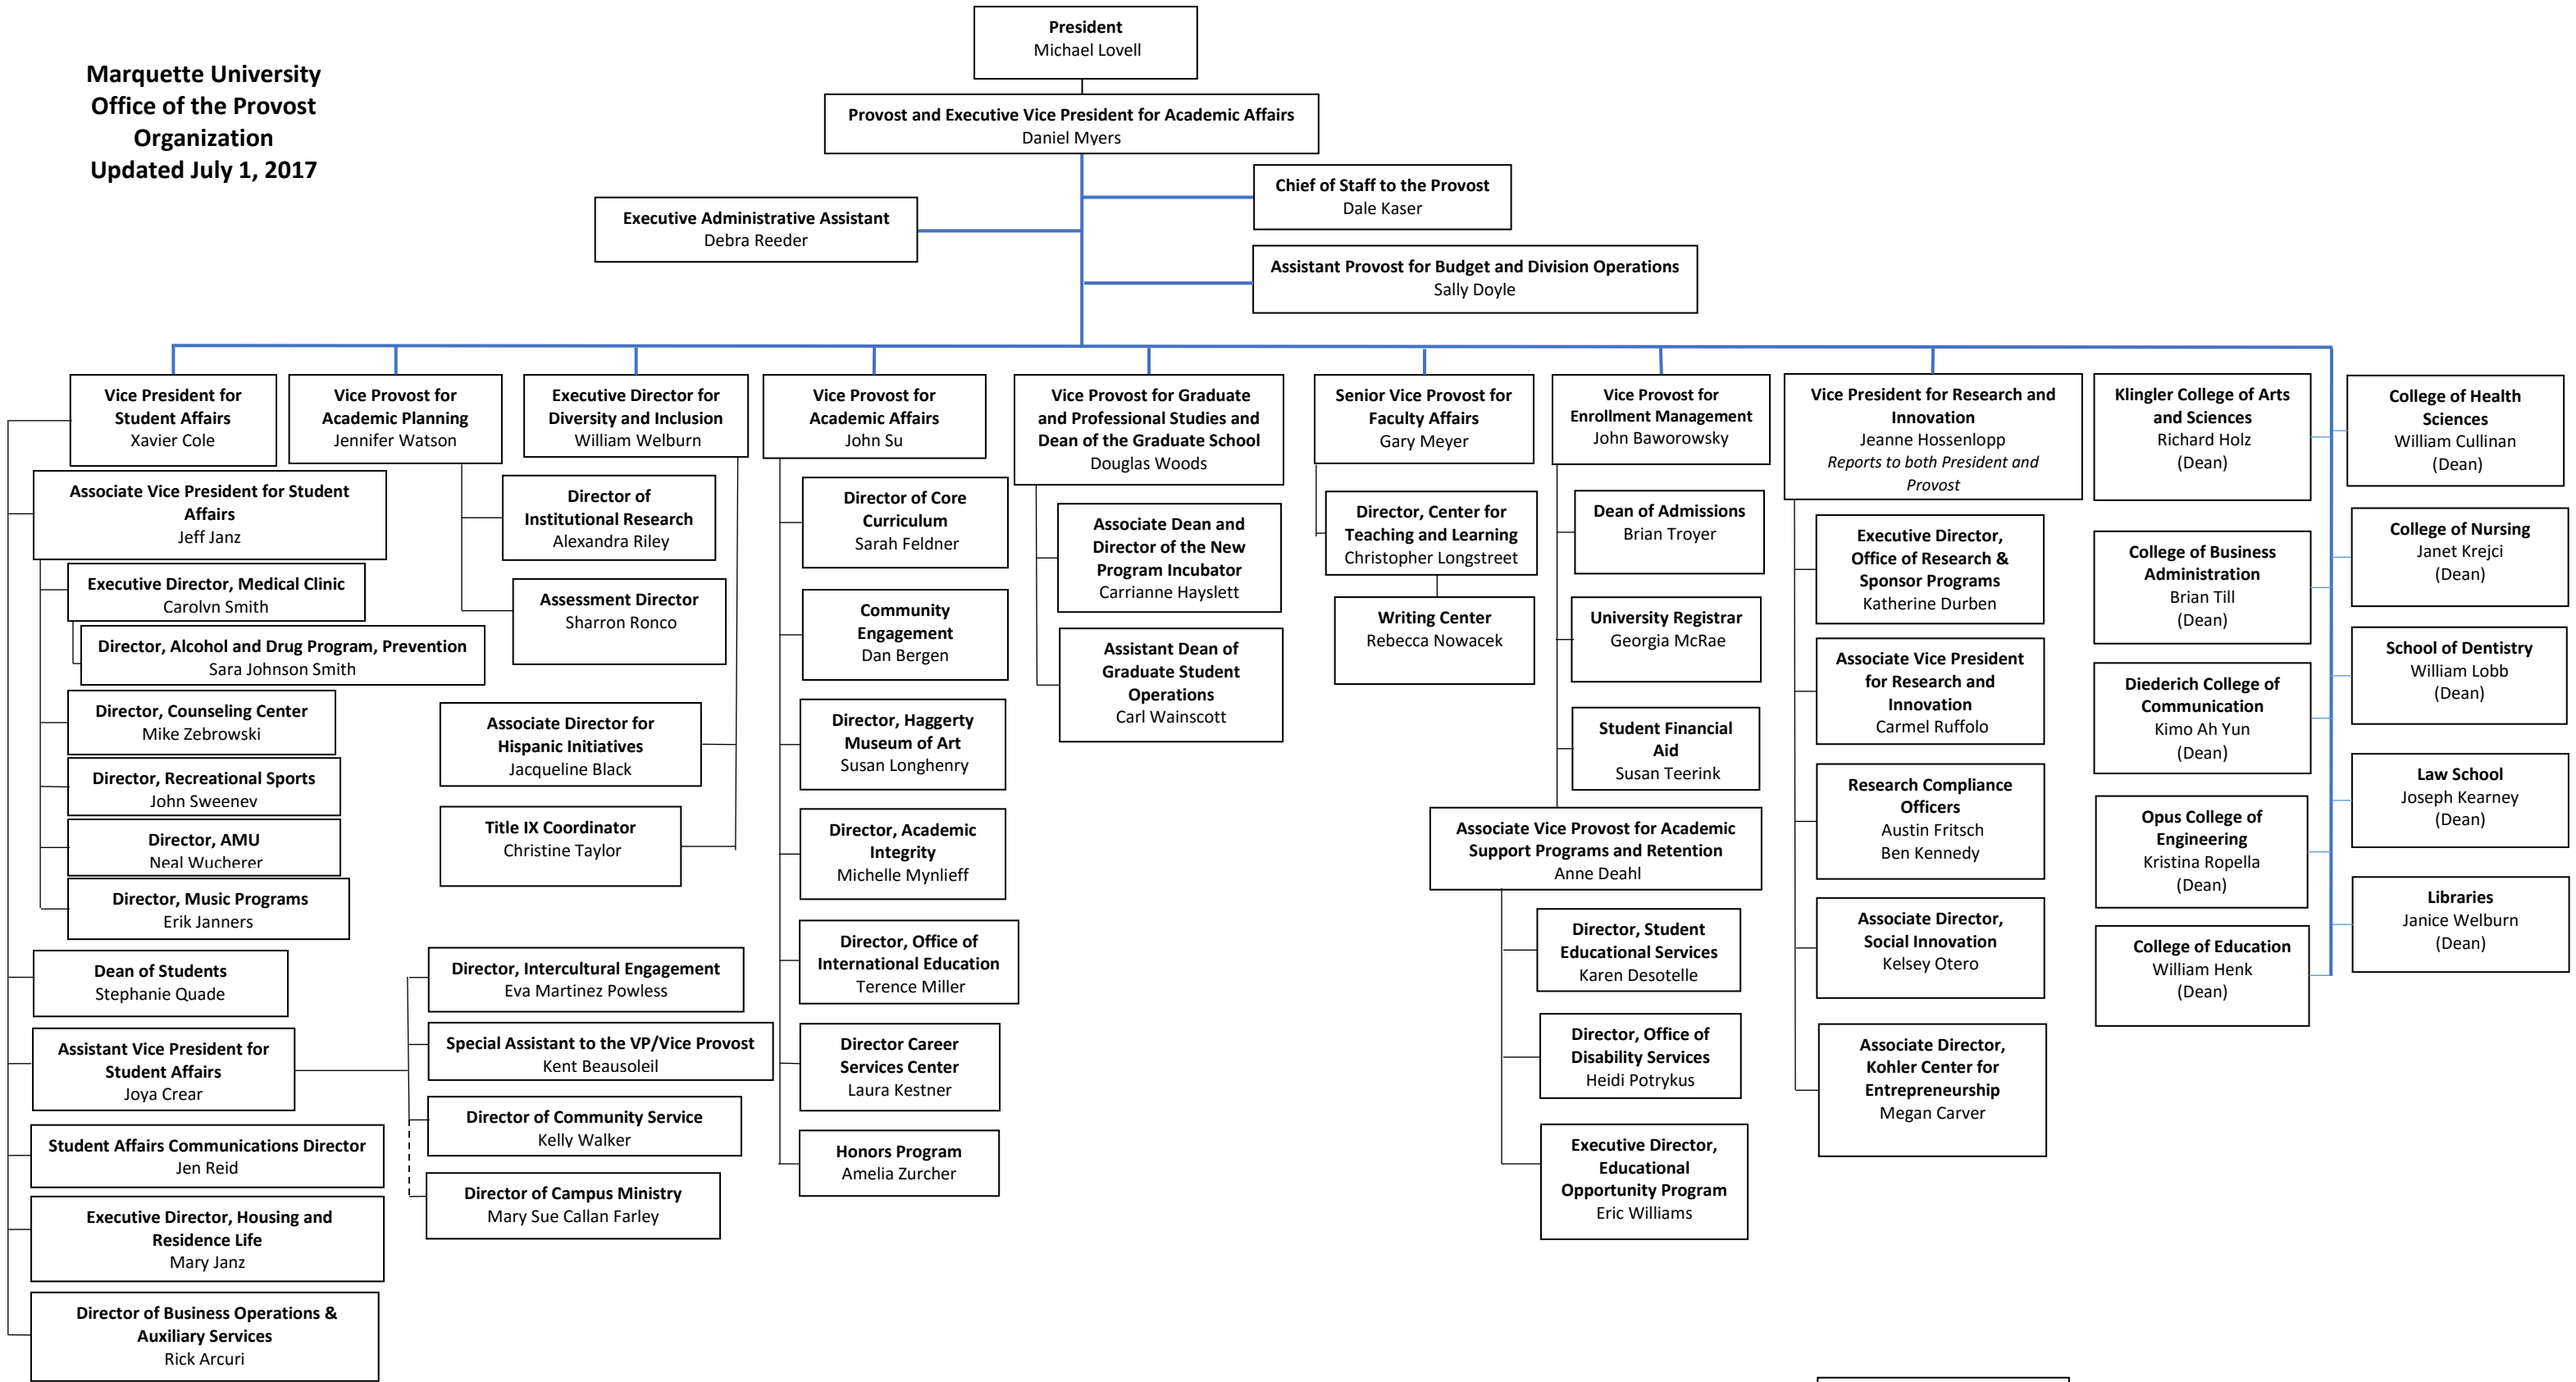 Marquette University
Office of the Provost
Organization
Updated July 1, 2017
President
Michael Lovell
Provost and Executive Vice President for Academic Affairs
Daniel Myers
Chief of Staff to the Provost
Dale Kaser
Executive Administrative Assistant
Debra Reeder
Assistant Provost for Budget and Division Operations
Sally Doyle
Vice President for
Student Affairs
Xavier Cole
Associate Vice President for Student
Affairs
Jeff Janz
Executive Director, Medical Clinic
Carolyn Smith
Director, Alcohol and Drug Program, Prevention
Sara Johnson Smith
Director, Counseling Center
Mike Zebrowski
Director, Recreational Sports
John Sweeney
Director, AMU
Neal Wucherer
Director, Music Programs
Erik Janners
Dean of Students
Stephanie Quade
Assistant Vice President for
Student Affairs
Joya Crear
Student Affairs Communications Director
Jen Reid
Executive Director, Housing and
Residence Life
Mary Janz
Director of Business Operations &
Auxiliary Services
Rick Arcuri
Director, Intercultural Engagement
Eva Martinez Powless
Special Assistant to the VP/Vice Provost
Kent Beausoleil
Director of Community Service
Kelly Walker
Director of Campus Ministry
Mary Sue Callan Farley
Vice Provost for
Academic Planning
Jennifer Watson
Director of
Institutional Research
Alexandra Riley
Assessment Director
Sharron Ronco
Executive Director for
Diversity and Inclusion
William Welburn
Associate Director for
Hispanic Initiatives
Jacqueline Black
Title IX Coordinator
Christine Taylor
Vice Provost for
Academic Affairs
John Su
Director of Core
Curriculum
Sarah Feldner
Community
Engagement
Dan Bergen
Director, Haggerty
Museum of Art
Susan Longhenry
Director, Academic
Integrity
Michelle Mynlieff
Director, Office of
International Education
Terence Miller
Director Career
Services Center
Laura Kestner
Honors Program
Amelia Zurcher
Vice Provost for Graduate
and Professional Studies and
Dean of the Graduate School
Douglas Woods
Associate Dean and
Director of the New
Program Incubator
Carrianne Hayslett
Assistant Dean of
Graduate Student
Operations
Carl Wainscott
Senior Vice Provost for
Faculty Affairs
Gary Meyer
Director, Center for
Teaching and Learning
Christopher Longstreet
Writing Center
Rebecca Nowacek
Vice Provost for
Enrollment Management
John Baworowsky
Dean of Admissions
Brian Troyer
University Registrar
Georgia McRae
Student Financial
Aid
Susan Teerink
Associate Vice Provost for Academic
Support Programs and Retention
Anne Deahl
Director, Student
Educational Services
Karen Desotelle
Director, Office of
Disability Services
Heidi Potrykus
Executive Director,
Educational
Opportunity Program
Eric Williams
Vice President for Research and
Innovation
Jeanne Hossenlopp
Reports to both President and
Provost
Executive Director,
Office of Research &
Sponsor Programs
Katherine Durben
Associate Vice President
for Research and
Innovation
Carmel Ruffolo
Research Compliance
Officers
Austin Fritsch
Ben Kennedy
Associate Director,
Social Innovation
Kelsey Otero
Associate Director,
Kohler Center for
Entrepreneurship
Megan Carver
Klingler College of Arts
and Sciences
Richard Holz
(Dean)
College of Business
Administration
Brian Till
(Dean)
Diederich College of
Communication
Kimo Ah Yun
(Dean)
Opus College of
Engineering
Kristina Ropella
(Dean)
College of Education
William Henk
(Dean)
College of Health
Sciences
William Cullinan
(Dean)
College of Nursing
Janet Krejci
(Dean)
School of Dentistry
William Lobb
(Dean)
Law School
Joseph Kearney
(Dean)
Libraries
Janice Welburn
(Dean)